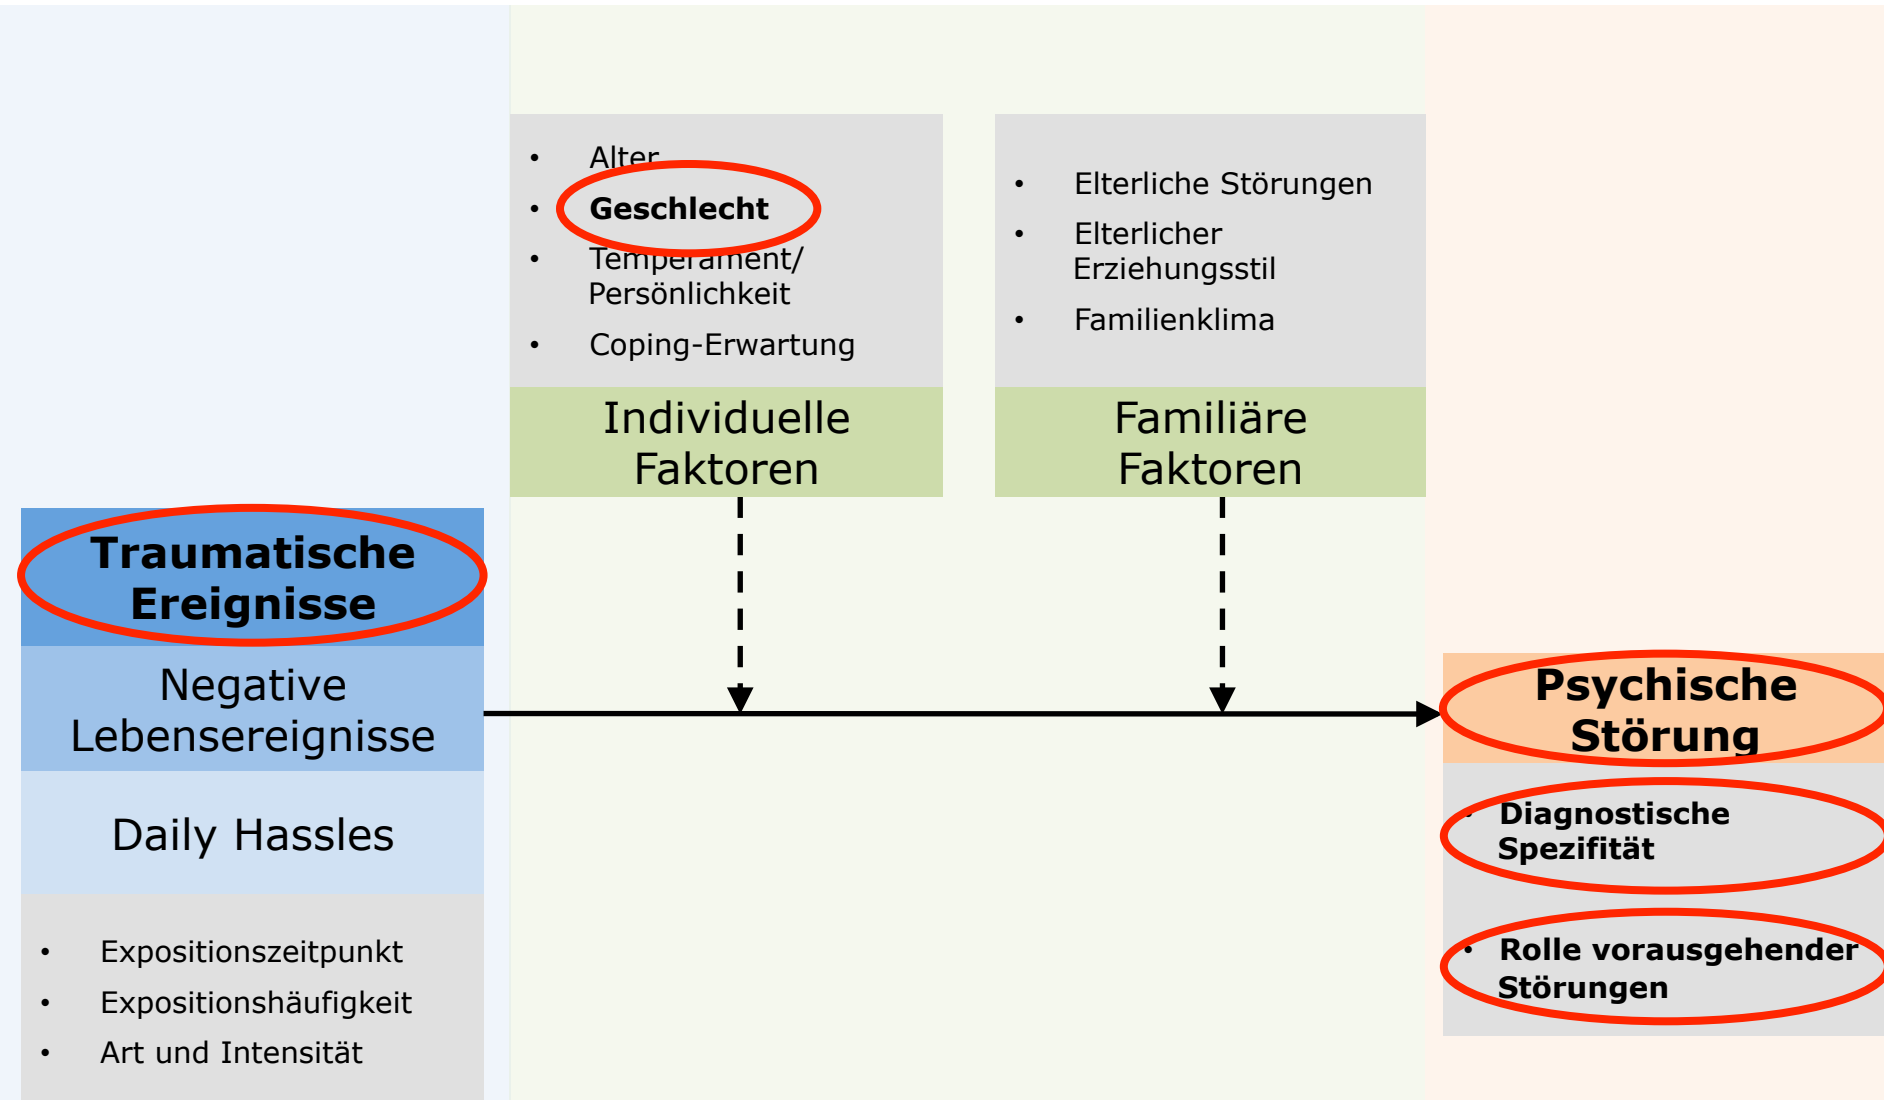 • Alter
• Geschlecht
• Temperament/
Persönlichkeit
• Coping-Erwartung
Individuelle
Faktoren
• Elterliche Störungen
• Elterlicher
Erziehungsstil
• Familienklima
Familiäre
Faktoren
Traumatische
Ereignisse
Negative
Lebensereignisse
Daily Hassles
• Expositionszeitpunkt
• Expositionshäufigkeit
• Art und Intensität
Psychische
Störung
• Diagnostische
Spezifität
• Rolle vorausgehender
Störungen